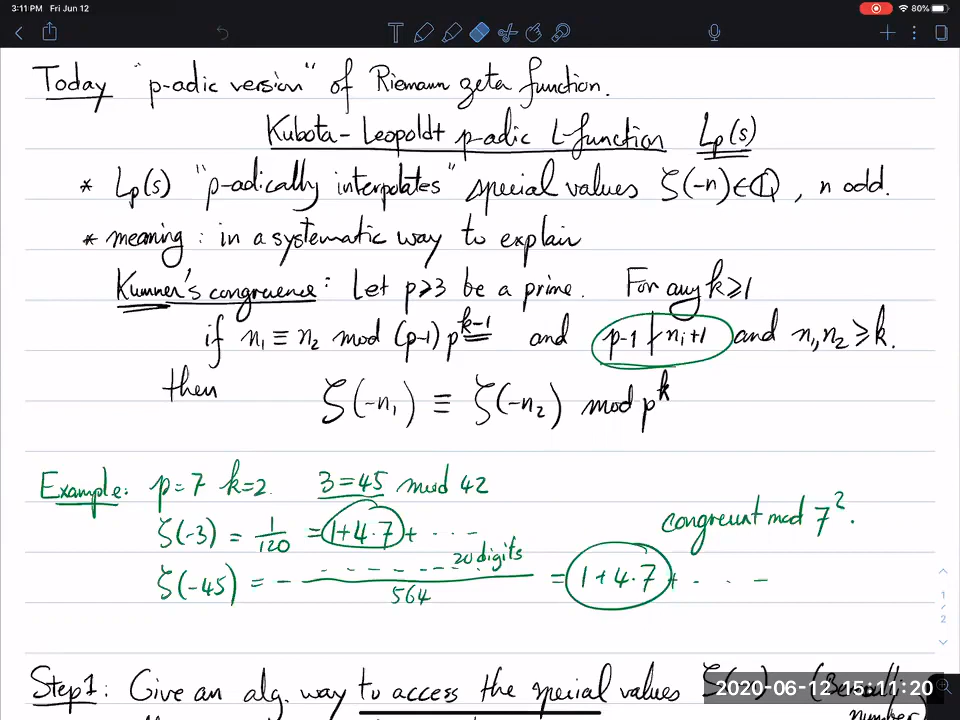 3:11 PM Fri Jun 12
80%
Today "p-adic version" of Riemann zeta function.
Kubota-Leopoldt p-adic L-function Lp(s)
* Lp(s) "p-adically interpolates" special values ζ(-n) ∈ ℚ, n odd.
* meaning: in a systematic way to explain
Kummer's congruence: Let p≥3 be a prime. For any k≥1
if n₁ ≡ n₂ mod (p-1)p^{k-1} and p-1 ∤ nᵢ+1 and n₁,n₂ ≥ k.
then ζ(-n₁) ≡ ζ(-n₂) mod p^k
Example: p=7 k=2. 3=45 mod 42
ζ(-3) = 1/120 = 1+4·7 + ...
congruent mod 7².
20 digits
ζ(-45) = - --------/564 = 1+4·7 + ...
1/2
Step1: Give an alg. way to access the special values ζ(-n) (Bernoulli
number
2020-06-12 15:11:20